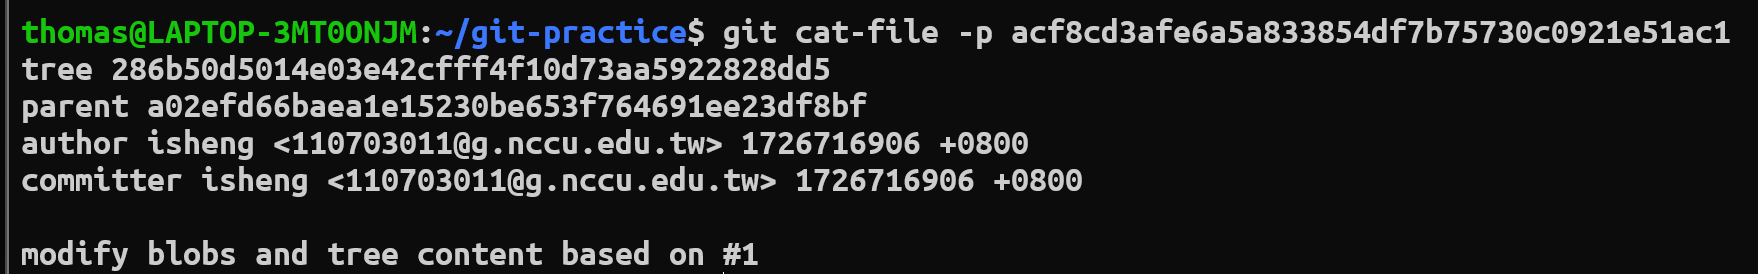 thomas@LAPTOP-3MT0ONJM:~/git-practice$ git cat-file -p acf8cd3afe6a5a833854df7b75730c0921e51ac1
tree 286b50d5014e03e42cfff4f10d73aa5922828dd5
parent a02efd66baea1e15230be653f764691ee23df8bf
author isheng <110703011@g.nccu.edu.tw> 1726716906 +0800
committer isheng <110703011@g.nccu.edu.tw> 1726716906 +0800

modify blobs and tree content based on #1